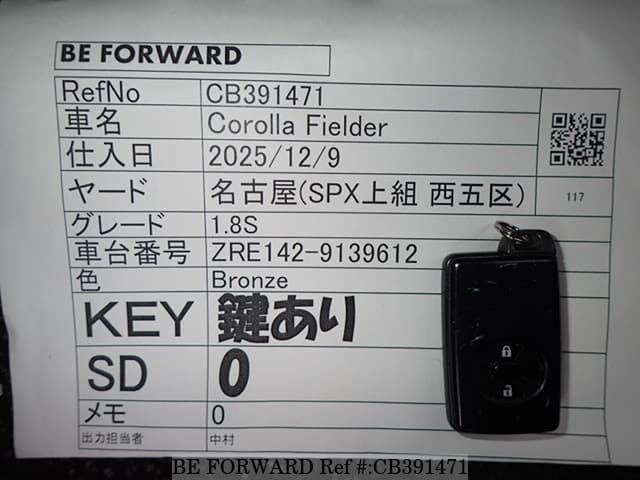 BE FORWARD
RefNo CB391471
車名 Corolla Fielder
仕入日 2025/12/9
ヤード 名古屋(SPX上組 西五区) 117
グレード 1.8S
車台番号 ZRE142-9139612
色 Bronze
KEY 鍵あり
SD 0
メモ 0
出力担当者 中村
BE FORWARD Ref #:CB391471